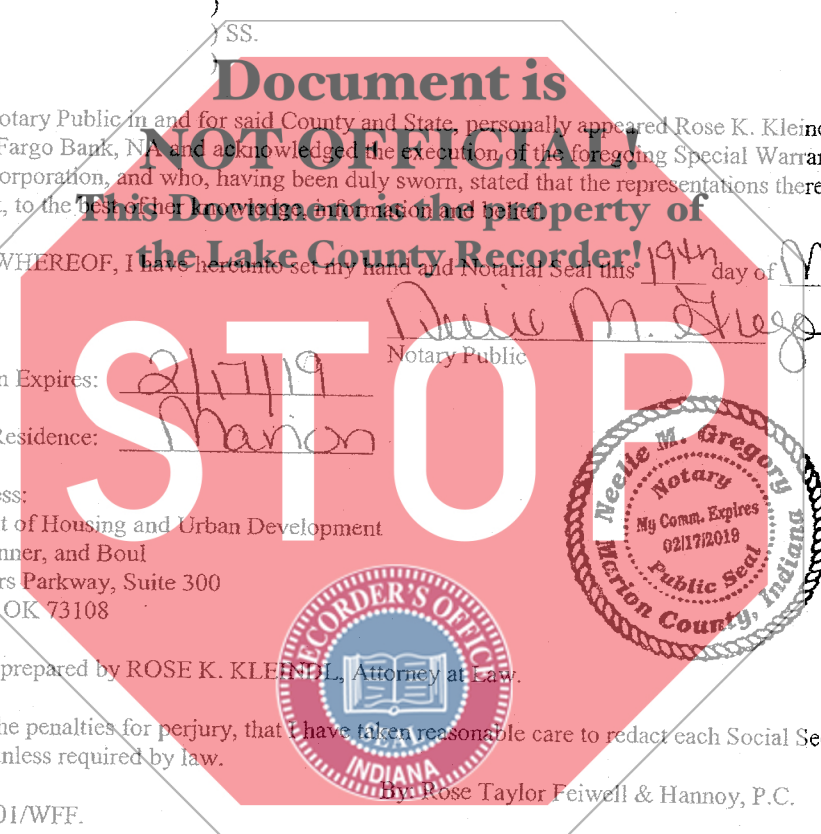 )
) SS.
)
Document is
NOT OFFICIAL!
This Document is the property of
the Lake County Recorder!
otary Public in and for said County and State, personally appeared Rose K. Klein
Fargo Bank, NA and acknowledged the execution of the foregoing Special Warran
orporation, and who, having been duly sworn, stated that the representations there
, to the best of her knowledge, information and belief.
WHEREOF, I have hereunto set my hand and Notarial Seal this 19th day of M
Notary Public
n Expires: 2/17/19
Residence: Marion
STOP
Neelie M. Gregory
Notary
My Comm. Expires
02/17/2019
Public Seal
Marion County, Indiana
ess:
t of Housing and Urban Development
nner, and Boul
rs Parkway, Suite 300
OK 73108
RECORDER'S OFFICE
SEAL
INDIANA
prepared by ROSE K. KLEINDL, Attorney at Law.
he penalties for perjury, that I have taken reasonable care to redact each Social Se
unless required by law.
By: Rose Taylor Feiwell & Hannoy, P.C.
01/WFF.